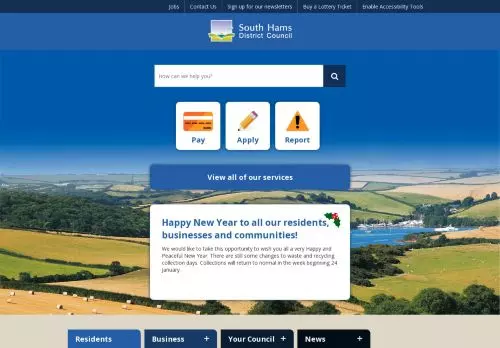 Jobs
Contact Us
Sign up for our newsletters
Buy a Lottery Ticket
Enable Accessibility Tools
South Hams
District Council
How can we help you?
Pay
Apply
Report
View all of our services
Happy New Year to all our residents,
businesses and communities!
We would like to take this opportunity to wish you all a very Happy and
Peaceful New Year. There are still some changes to waste and recycling
collection days. Collections will return to normal in the week beginning 24
January.
Residents
Business +
Your Council +
News +